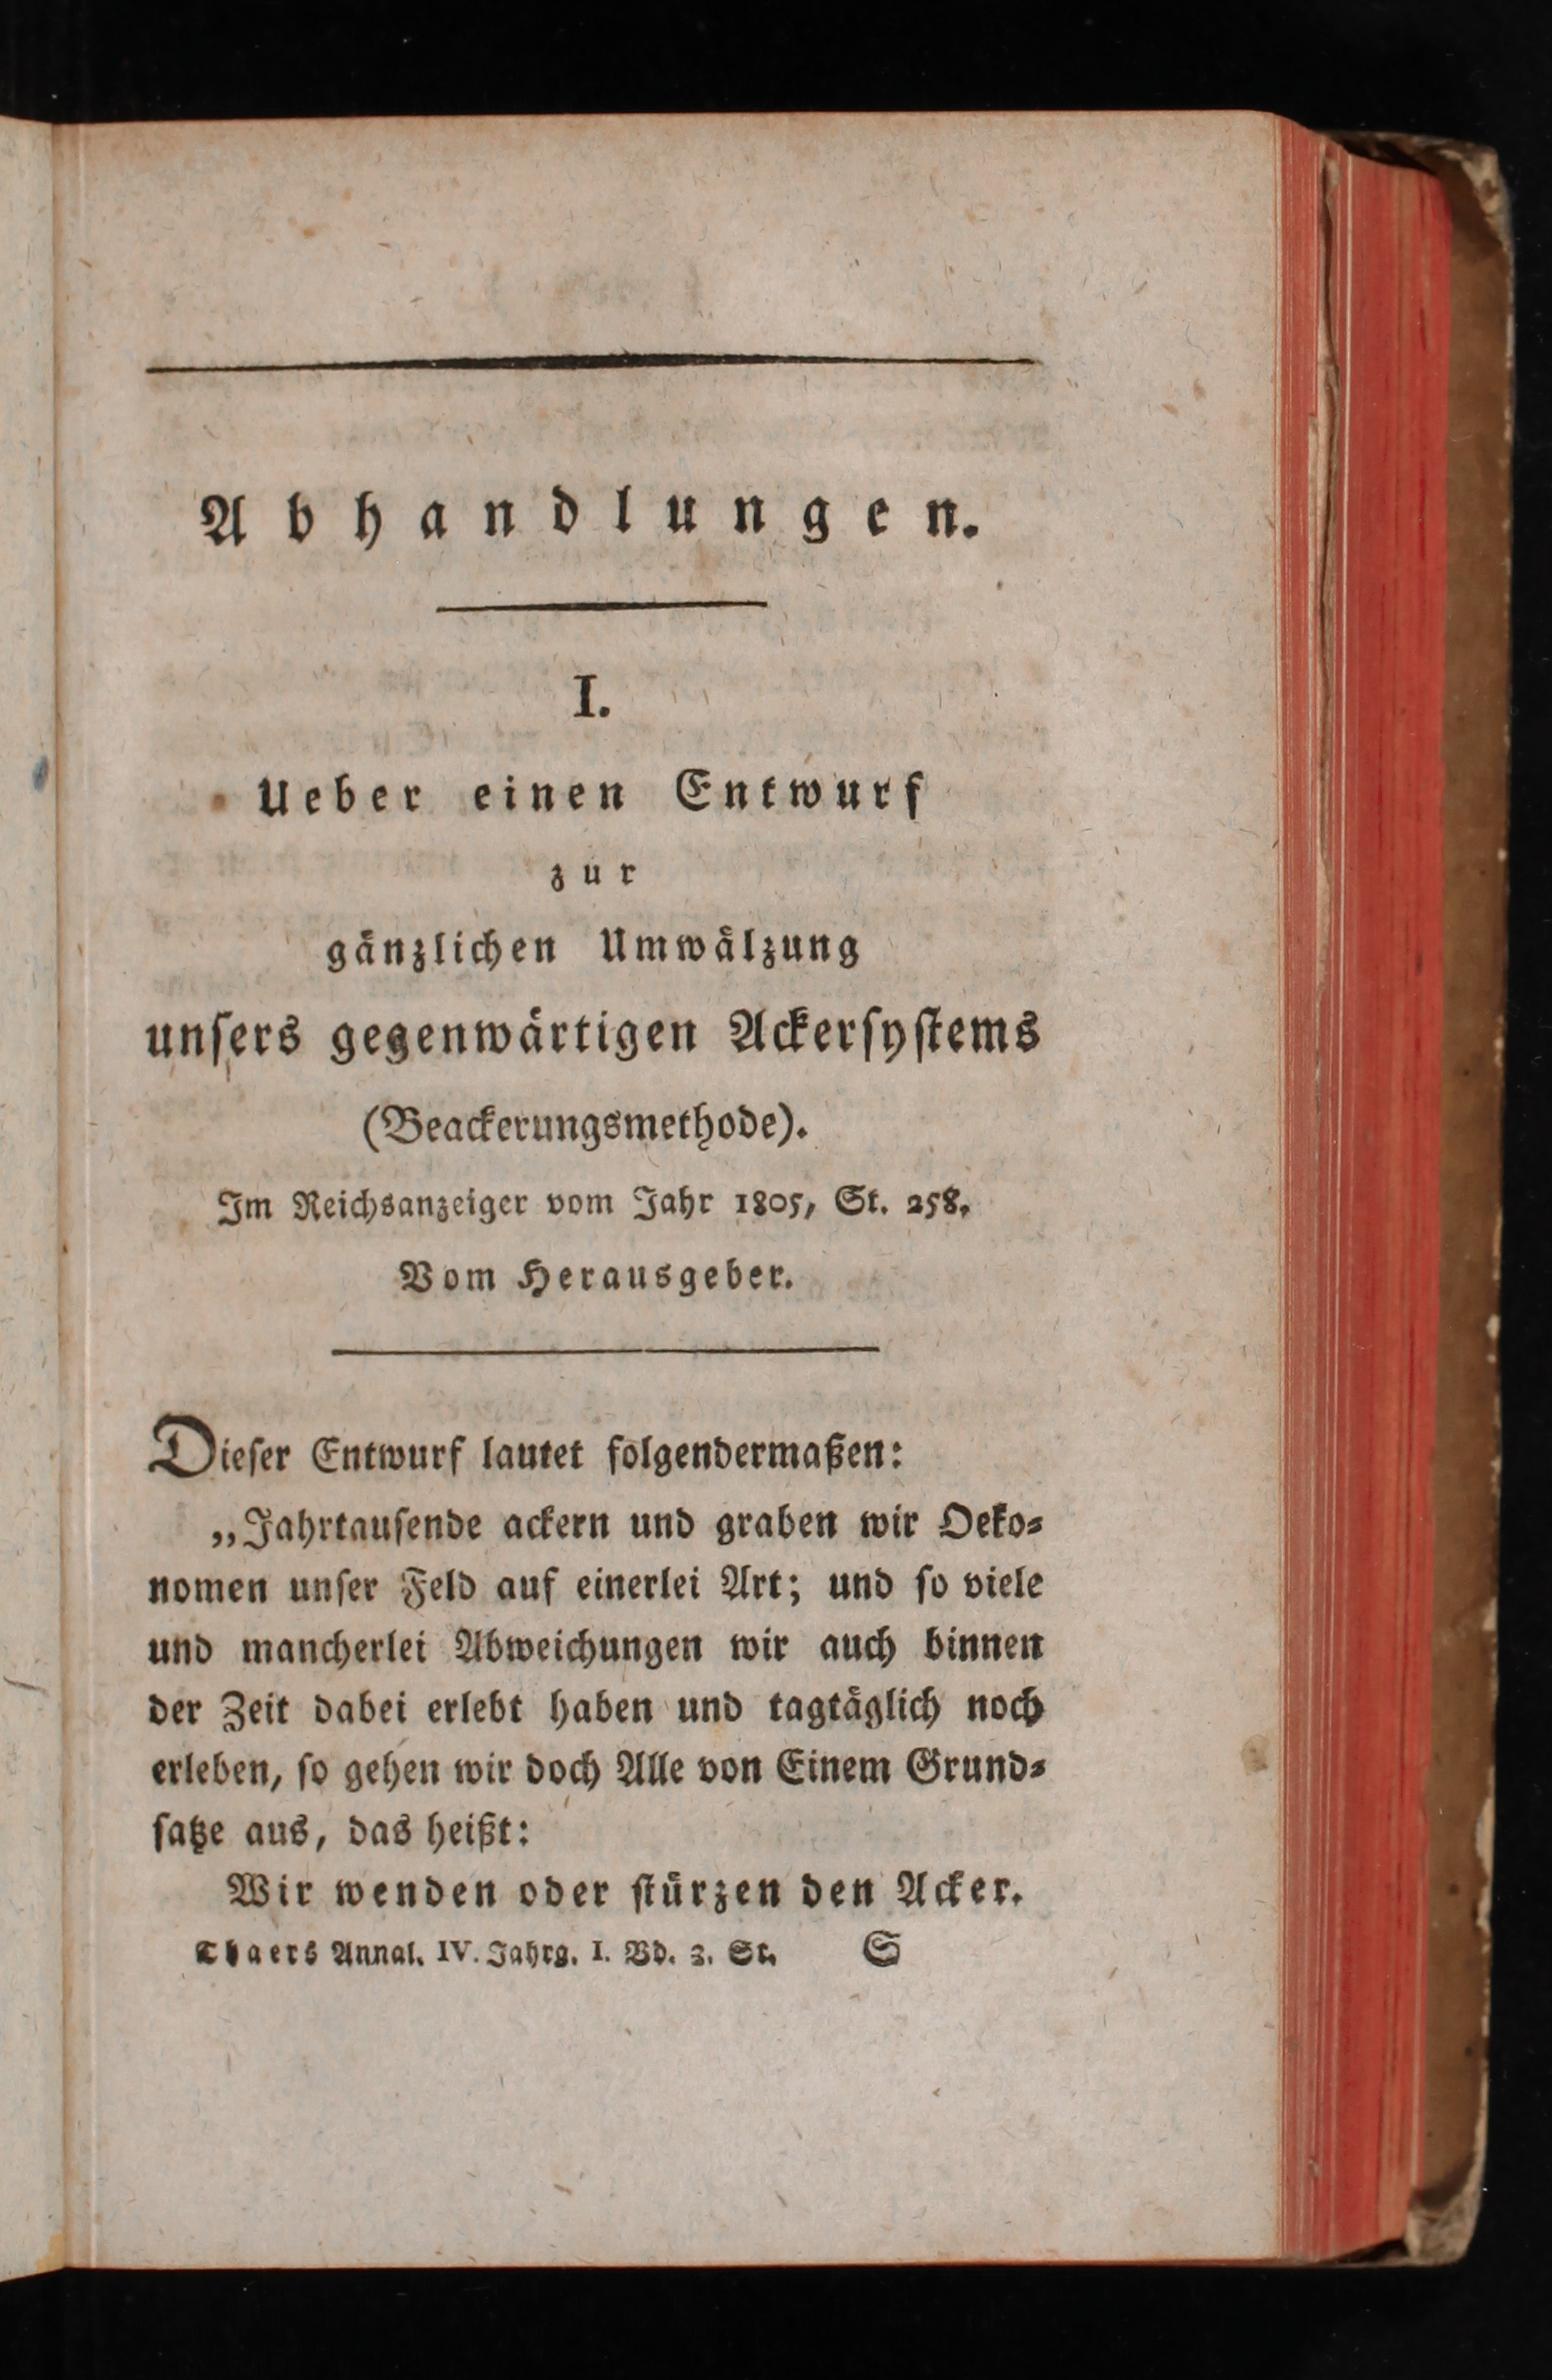 Abhandlungen.
I.
Ueber einen Entwurf
zur
gänzlichen Umwälzung
unsers gegenwärtigen Ackersystems
(Beackerungsmethode).
Im Reichsanzeiger vom Jahr 1805, St. 258.
Vom Herausgeber.
Dieser Entwurf lautet folgendermaßen:
„Jahrtausende ackern und graben wir Oeko-
nomen unser Feld auf einerlei Art; und so viele
und mancherlei Abweichungen wir auch binnen
der Zeit dabei erlebt haben und tagtäglich noch
erleben, so gehen wir doch Alle von Einem Grund-
satze aus, das heißt:
Wir wenden oder stürzen den Acker.
Thaers Annal. IV. Jahrg. I. Bd. 3. St. S